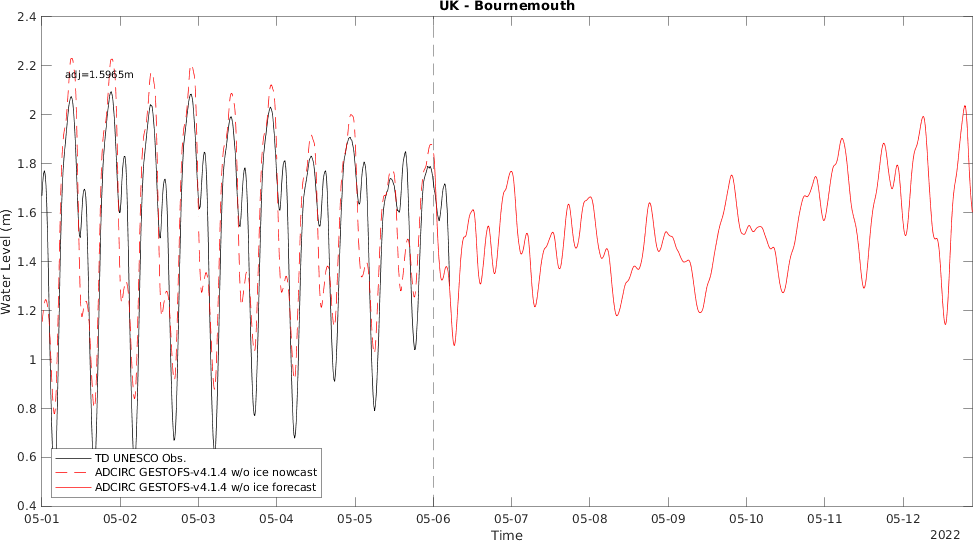 UK - Bournemouth
2.4
2.2
2
1.8
1.6
1.4
1.2
1
0.8
0.6
0.4
Water Level (m)
adj=1.5965m
TD UNESCO Obs.
ADCIRC GESTOFS-v4.1.4 w/o ice nowcast
ADCIRC GESTOFS-v4.1.4 w/o ice forecast
05-01 05-02 05-03 05-04 05-05 05-06 05-07 05-08 05-09 05-10 05-11 05-12
Time
2022